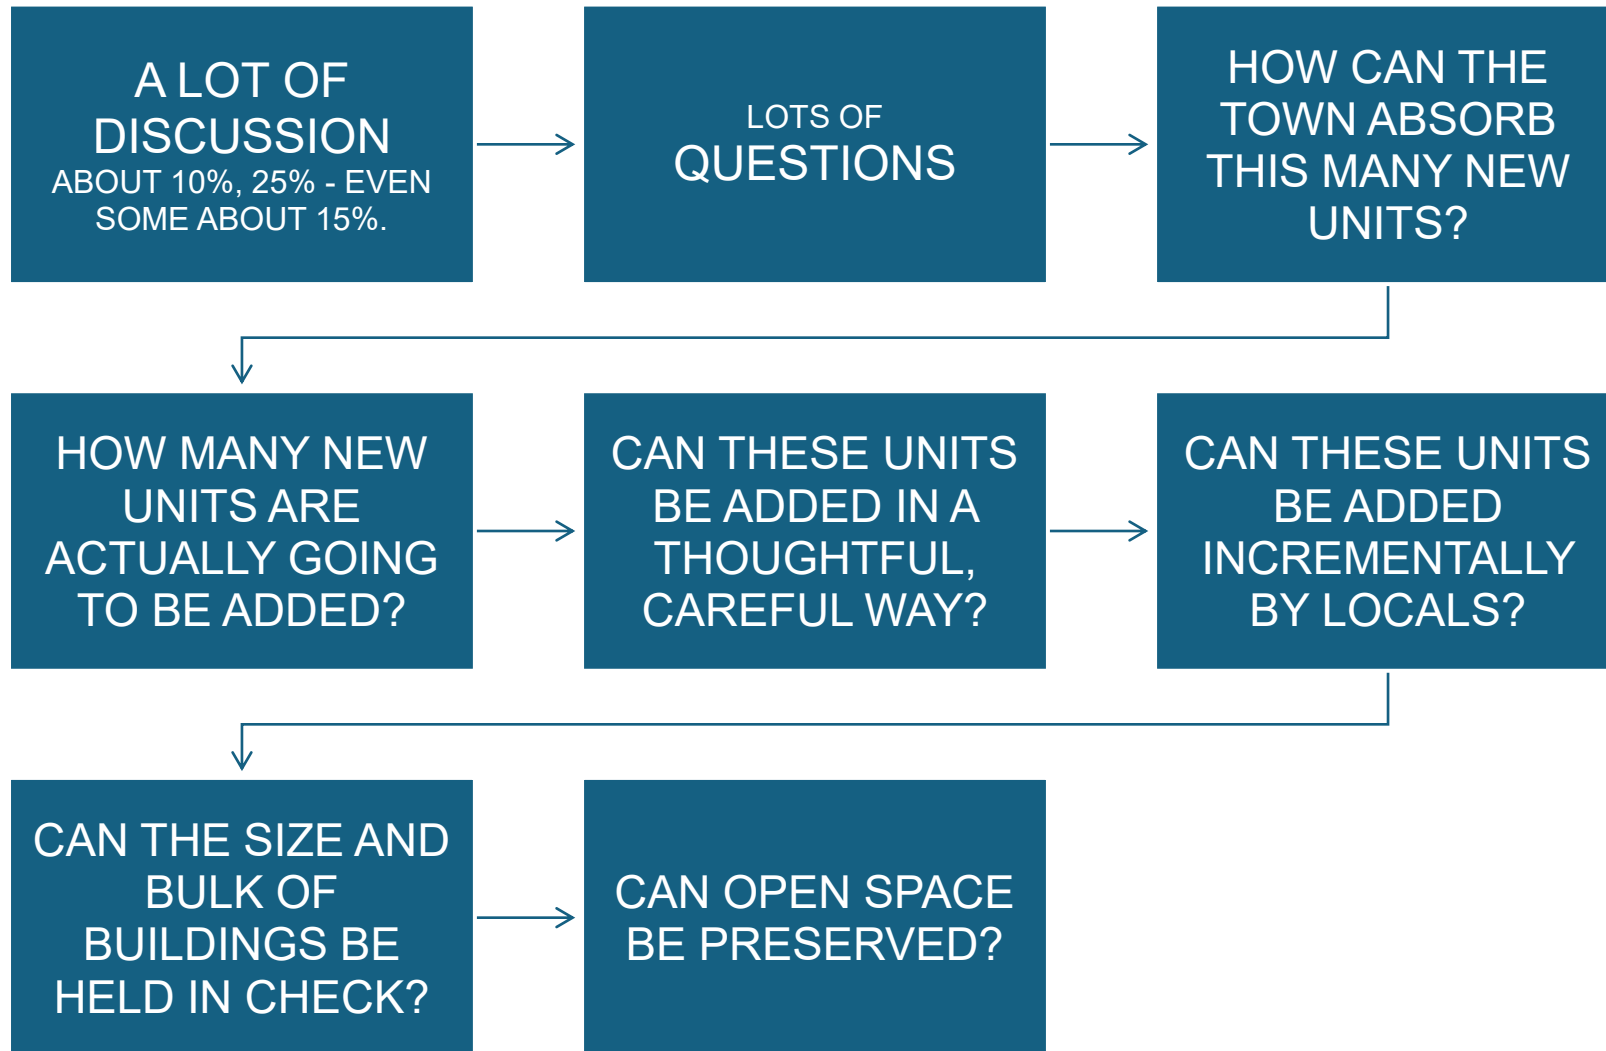 A LOT OF
DISCUSSION
ABOUT 10%, 25% - EVEN
SOME ABOUT 15%.
LOTS OF
QUESTIONS
HOW CAN THE
TOWN ABSORB
THIS MANY NEW
UNITS?
HOW MANY NEW
UNITS ARE
ACTUALLY GOING
TO BE ADDED?
CAN THESE UNITS
BE ADDED IN A
THOUGHTFUL,
CAREFUL WAY?
CAN THESE UNITS
BE ADDED
INCREMENTALLY
BY LOCALS?
CAN THE SIZE AND
BULK OF
BUILDINGS BE
HELD IN CHECK?
CAN OPEN SPACE
BE PRESERVED?